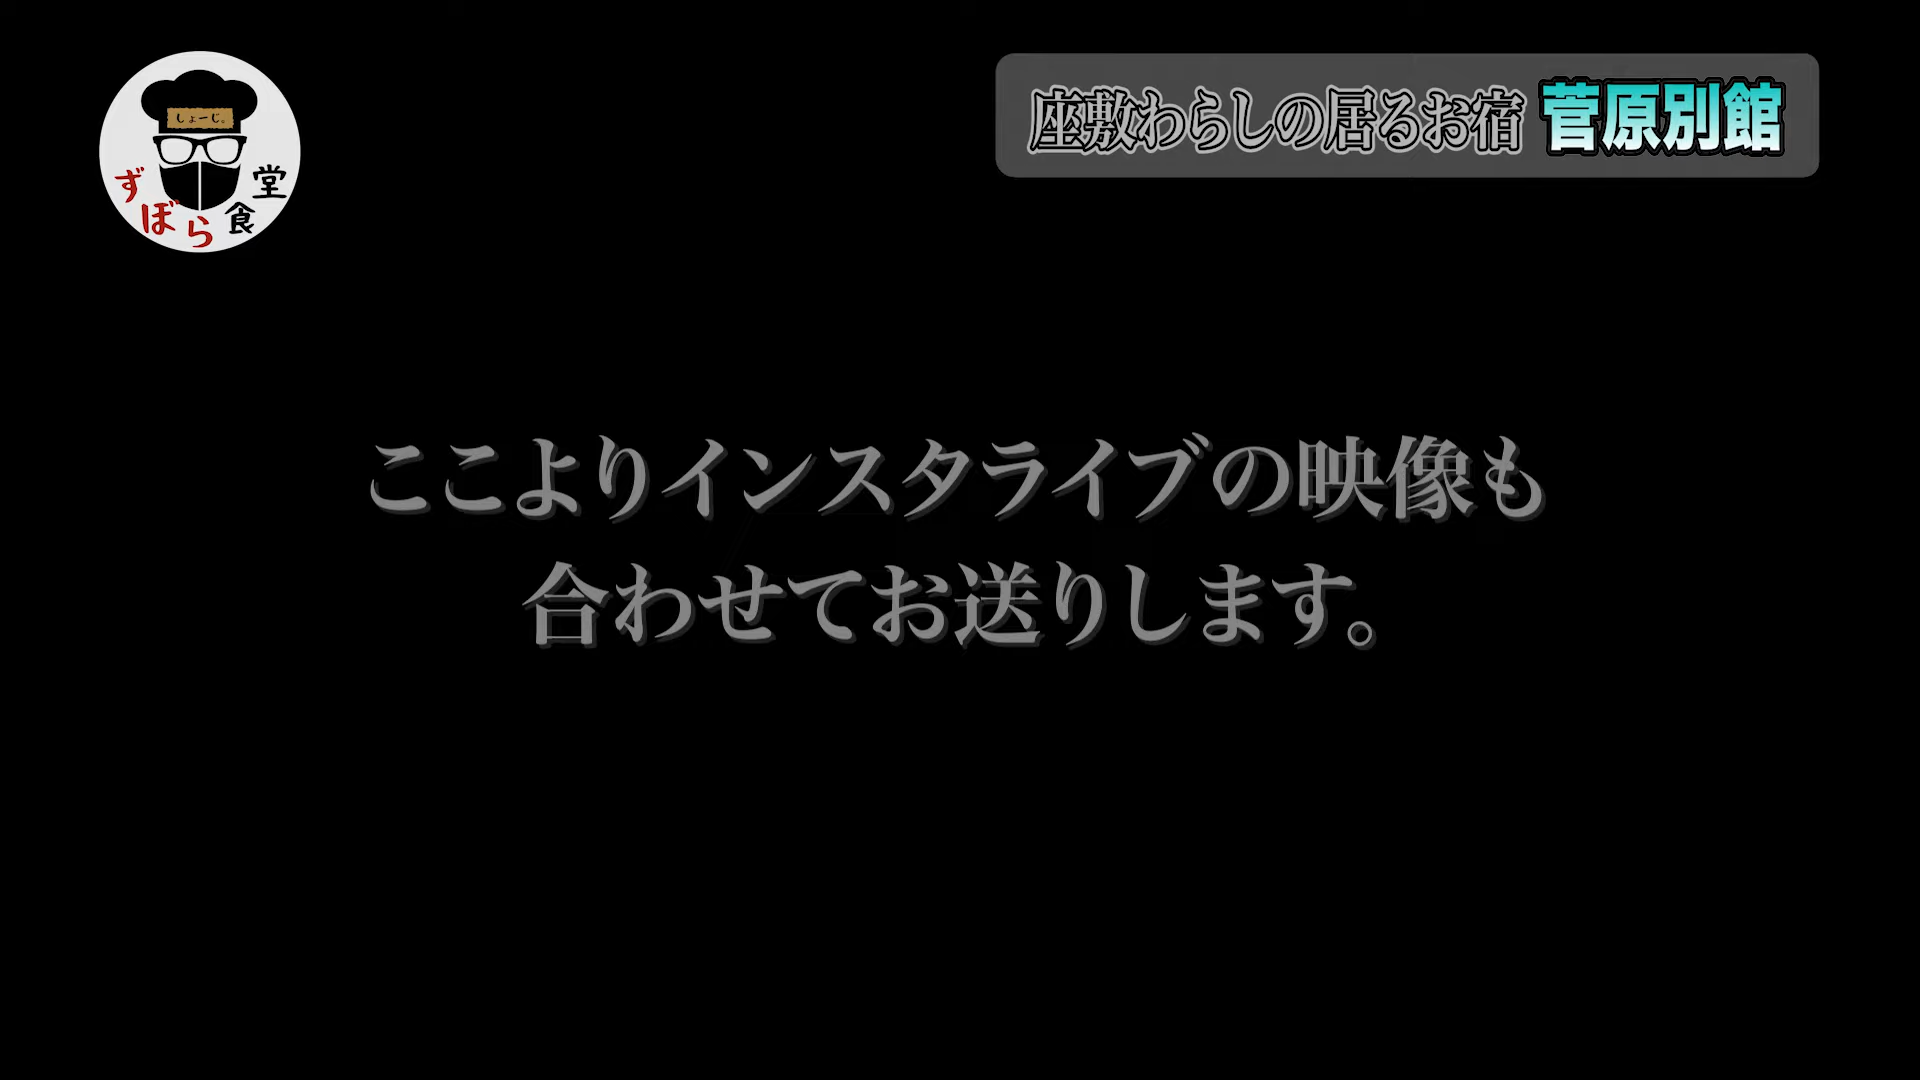 しょーじ。
ずぼら食堂
座敷わらしの居るお宿 菅原別館
ここよりインスタライブの映像も
合わせてお送りします。